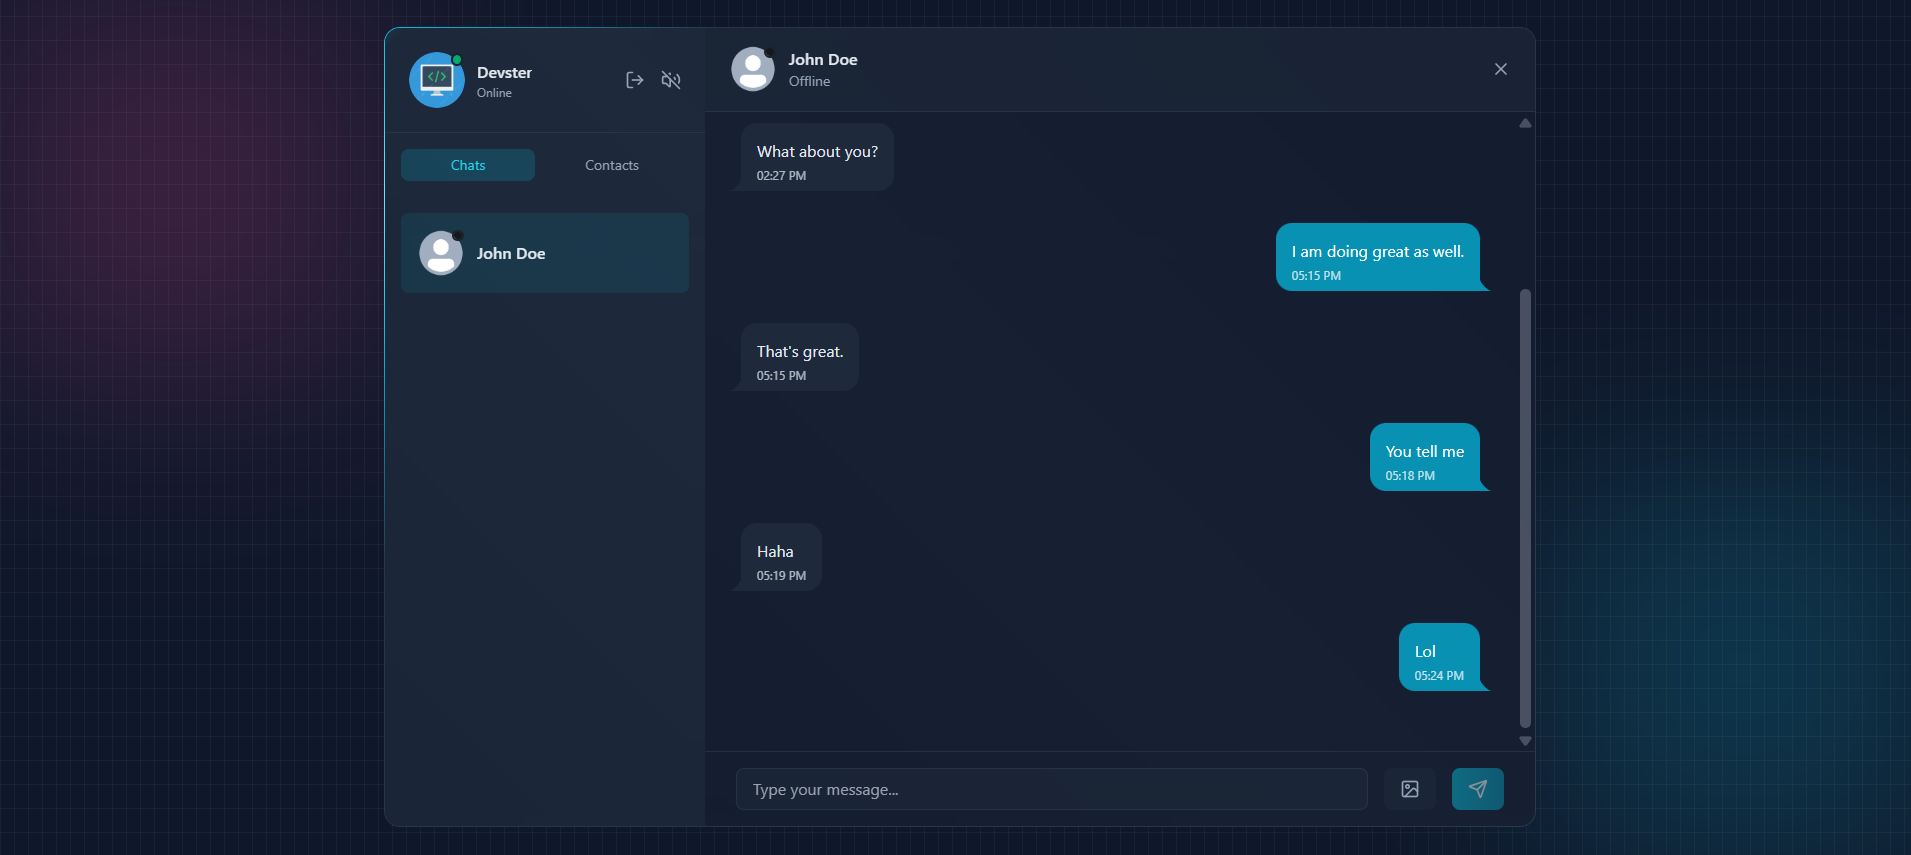 </>
Devster
Online
Chats
Contacts
John Doe
John Doe
Offline
What about you?
02:27 PM
I am doing great as well.
05:15 PM
That's great.
05:15 PM
You tell me
05:18 PM
Haha
05:19 PM
Lol
05:24 PM
Type your message...